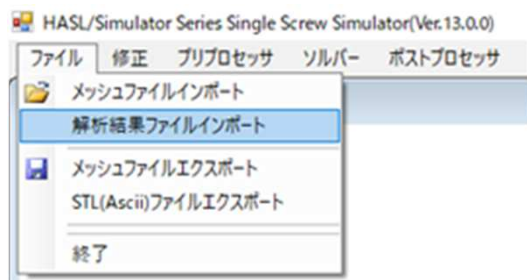 HASL/Simulator Series Single Screw Simulator(Ver.13.0.0)
ファイル 修正 プリプロセッサ ソルバー ポストプロセッサ
メッシュファイルインポート
解析結果ファイルインポート
メッシュファイルエクスポート
STL(Ascii)ファイルエクスポート
終了